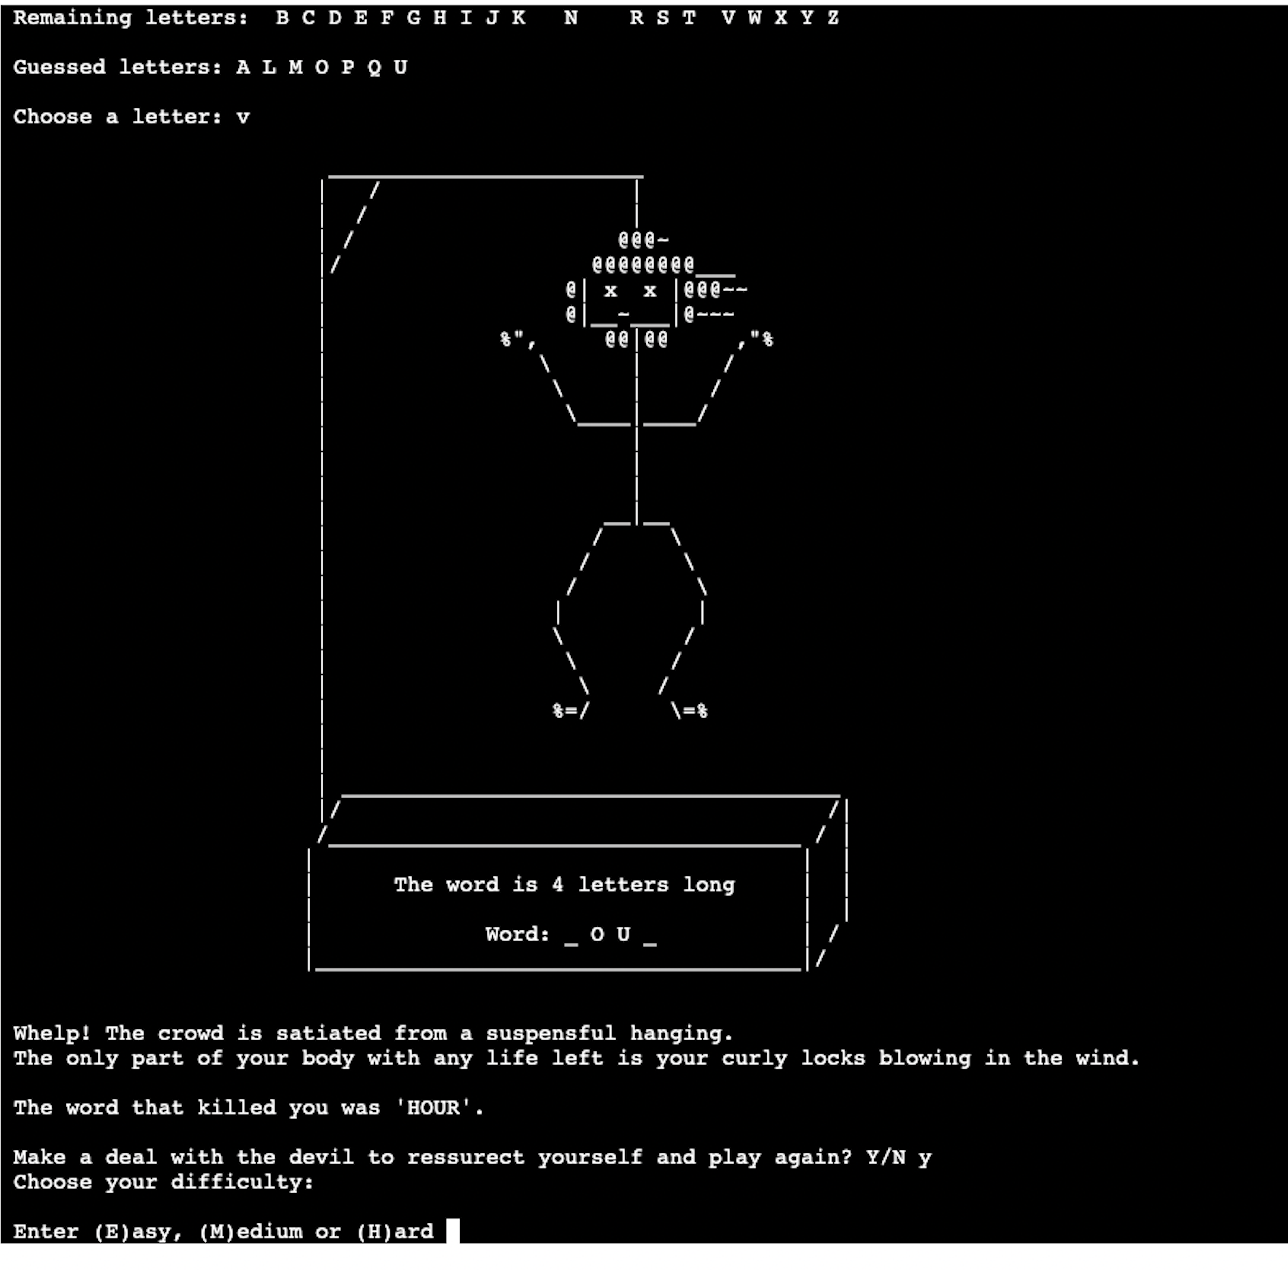 Remaining letters:  B C D E F G H I J K   N    R S T  V W X Y Z
Guessed letters: A L M O P Q U
Choose a letter: v
The word is 4 letters long
Word: _ O U _
Whelp! The crowd is satiated from a suspensful hanging.
The only part of your body with any life left is your curly locks blowing in the wind.
The word that killed you was 'HOUR'.
Make a deal with the devil to ressurect yourself and play again? Y/N y
Choose your difficulty:
Enter (E)asy, (M)edium or (H)ard